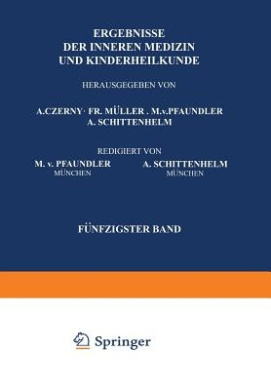 ERGEBNISSE
DER INNEREN MEDIZIN
UND KINDERHEILKUNDE
HERAUSGEGEBEN VON
A.CZERNY· FR. MÜLLER . M.v.PFAUNDLER
A. SCHITTENHELM
REDIGIERT VON
M. v. PFAUNDLER A. SCHITTENHELM
MÜNCHEN MÜNCHEN
FÜNFZIGSTER BAND
Springer